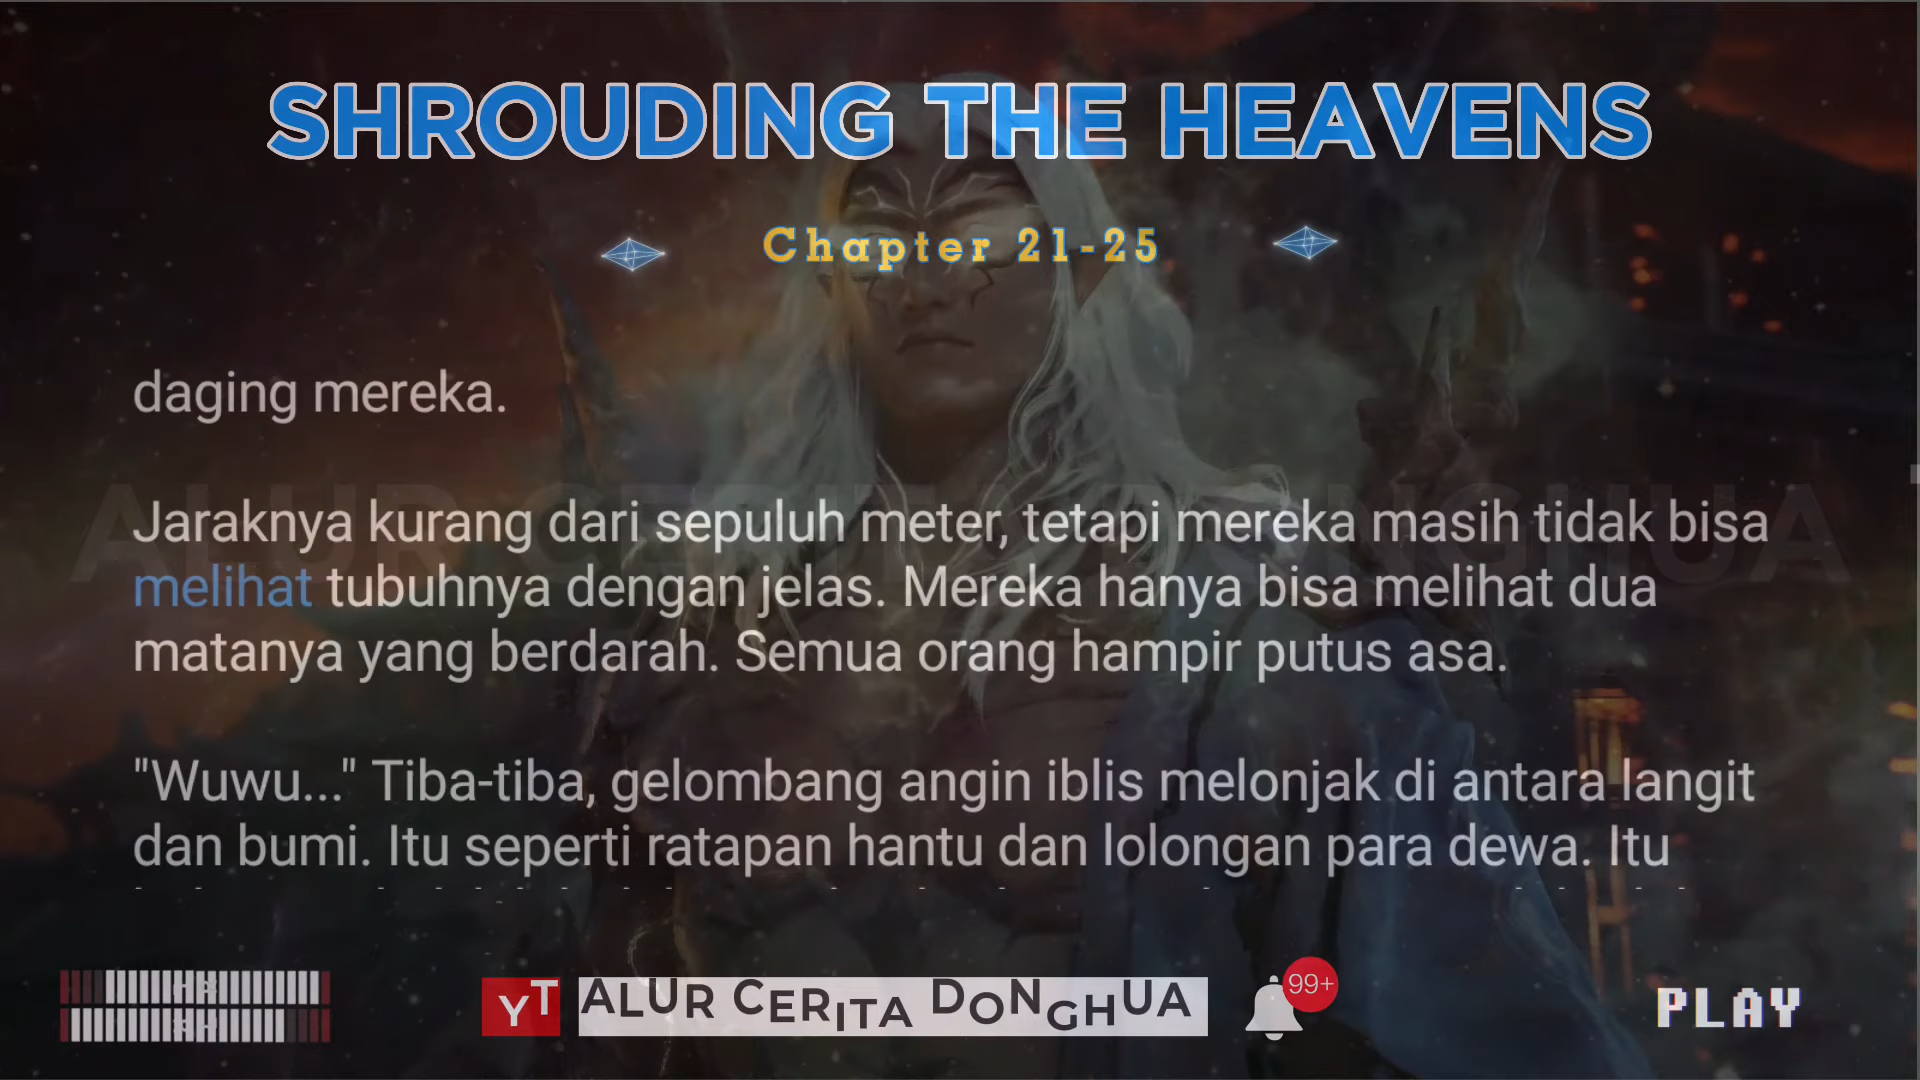 SHROUDING THE HEAVENS
Chapter 21-25
daging mereka.
Jaraknya kurang dari sepuluh meter, tetapi mereka masih tidak bisa
melihat tubuhnya dengan jelas. Mereka hanya bisa melihat dua
matanya yang berdarah. Semua orang hampir putus asa.
"Wuwu..." Tiba-tiba, gelombang angin iblis melonjak di antara langit
dan bumi. Itu seperti ratapan hantu dan lolongan para dewa. Itu
ALUR CERITA DONGHUA
YT ALUR CERITA DONGHUA
99+
PLAY